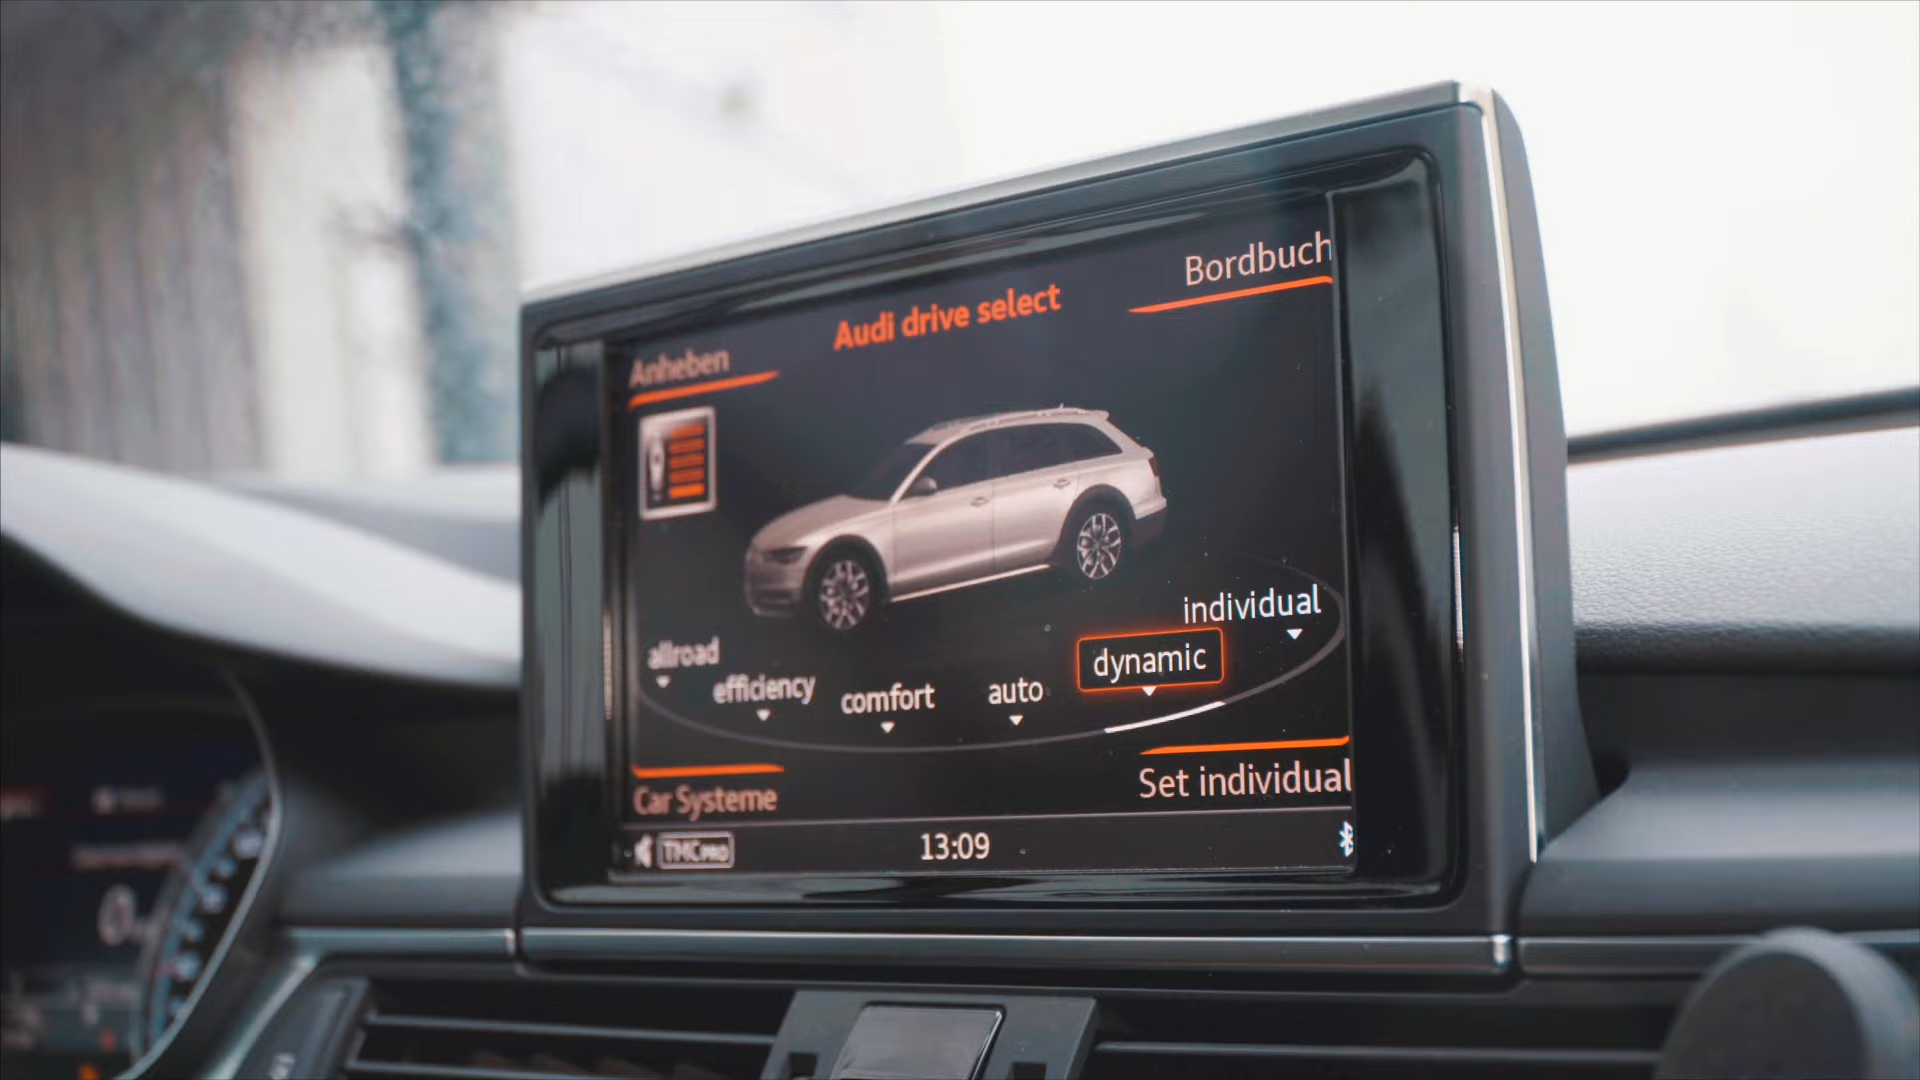 Bordbuch
Audi drive select
Anheben
individual
allroad
efficiency
comfort
auto
dynamic
Car Systeme
Set individual
TMCPRO
13:09